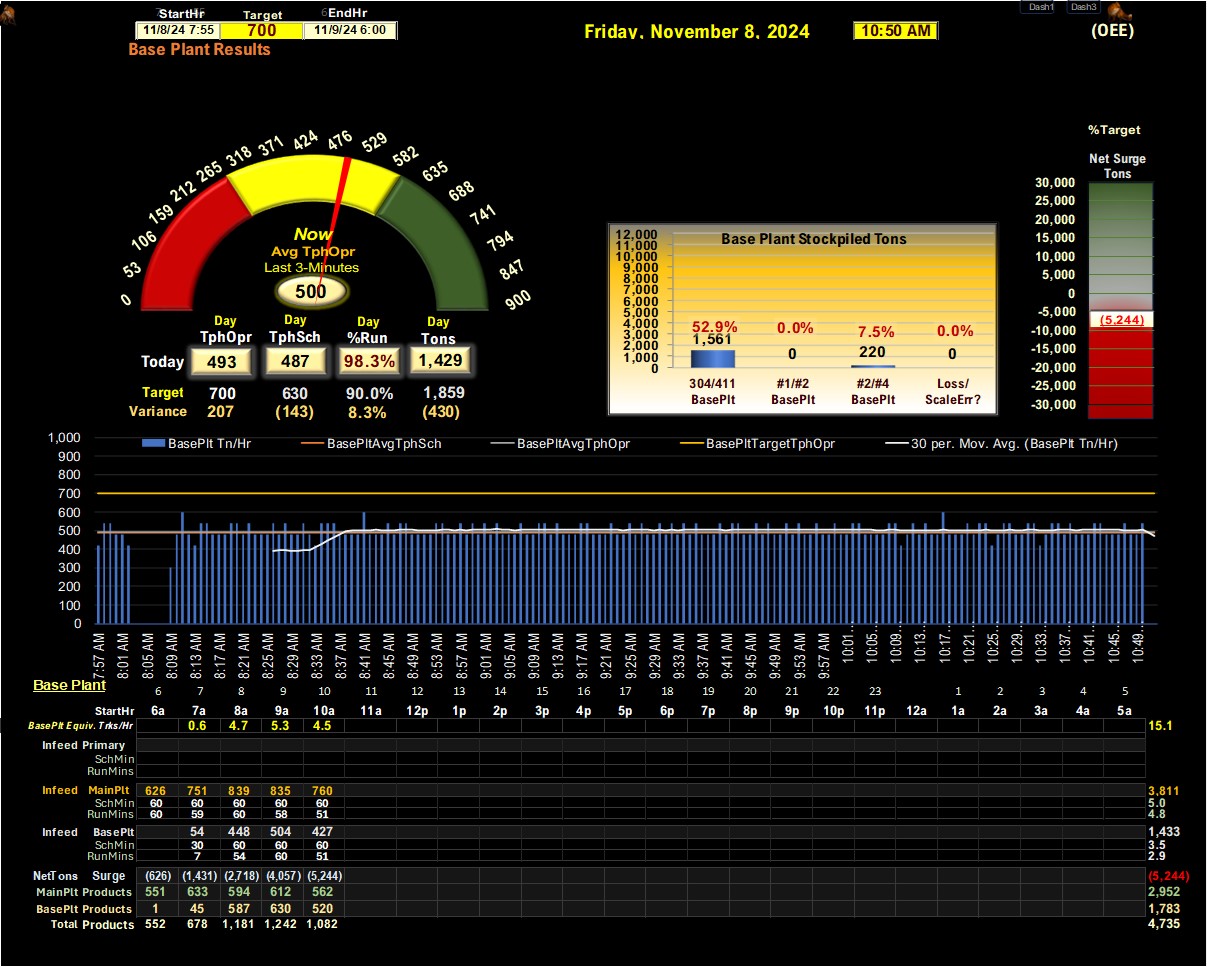 StartHr Target EndHr Dash1 Dash3
11/8/24 7:55 700 11/9/24 6:00 Friday, November 8, 2024 10:50 AM (OEE)
Base Plant Results
%Target
Net Surge
Tons
0 53 106 159 212 265 318 371 424 476 529 582 635 688 741 794 847 900
Now
Avg TphOpr
Last 3-Minutes
500
Day Day Day Day
TphOpr TphSch %Run Tons
Today 493 487 98.3% 1,429
Target 700 630 90.0% 1,859
Variance 207 (143) 8.3% (430)
Base Plant Stockpiled Tons
12,000
11,000
10,000
9,000
8,000
7,000
6,000
5,000
4,000
3,000
2,000
1,000
0
52.9% 0.0% 7.5% 0.0%
1,561 0 220 0
304/411 #1/#2 #2/#4 Loss/
BasePlt BasePlt BasePlt ScaleErr?
30,000
25,000
20,000
15,000
10,000
5,000
0
-5,000
(5,244)
-10,000
-15,000
-20,000
-25,000
-30,000
BasePlt Tn/Hr BasePltAvgTphSch BasePltAvgTphOpr BasePltTargetTphOpr 30 per. Mov. Avg. (BasePlt Tn/Hr)
1,000
900
800
700
600
500
400
300
200
100
0
7:57 AM 8:01 AM 8:05 AM 8:09 AM 8:13 AM 8:17 AM 8:21 AM 8:25 AM 8:29 AM 8:33 AM 8:37 AM 8:41 AM 8:45 AM 8:49 AM 8:53 AM 8:57 AM 9:01 AM 9:05 AM 9:09 AM 9:13 AM 9:17 AM 9:21 AM 9:25 AM 9:29 AM 9:33 AM 9:37 AM 9:41 AM 9:45 AM 9:49 AM 9:53 AM 9:57 AM 10:01... 10:05... 10:09... 10:13... 10:17... 10:21... 10:25... 10:29... 10:33... 10:37... 10:41... 10:45... 10:49...
Base Plant 6 7 8 9 10 11 12 13 14 15 16 17 18 19 20 21 22 23 1 2 3 4 5
StartHr 6a 7a 8a 9a 10a 11a 12p 1p 2p 3p 4p 5p 6p 7p 8p 9p 10p 11p 12a 1a 2a 3a 4a 5a
BasePlt Equiv. Trks/Hr 0.6 4.7 5.3 4.5 15.1
Infeed Primary
SchMin
RunMins
Infeed MainPlt 626 751 839 835 760 3,811
SchMin 60 60 60 60 60 5.0
RunMins 60 59 60 58 51 4.8
Infeed BasePlt 54 448 504 427 1,433
SchMin 30 60 60 60 3.5
RunMins 7 54 60 51 2.9
NetTons Surge (626) (1,431) (2,718) (4,057) (5,244) (5,244)
MainPlt Products 551 633 594 612 562 2,952
BasePlt Products 1 45 587 630 520 1,783
Total Products 552 678 1,181 1,242 1,082 4,735